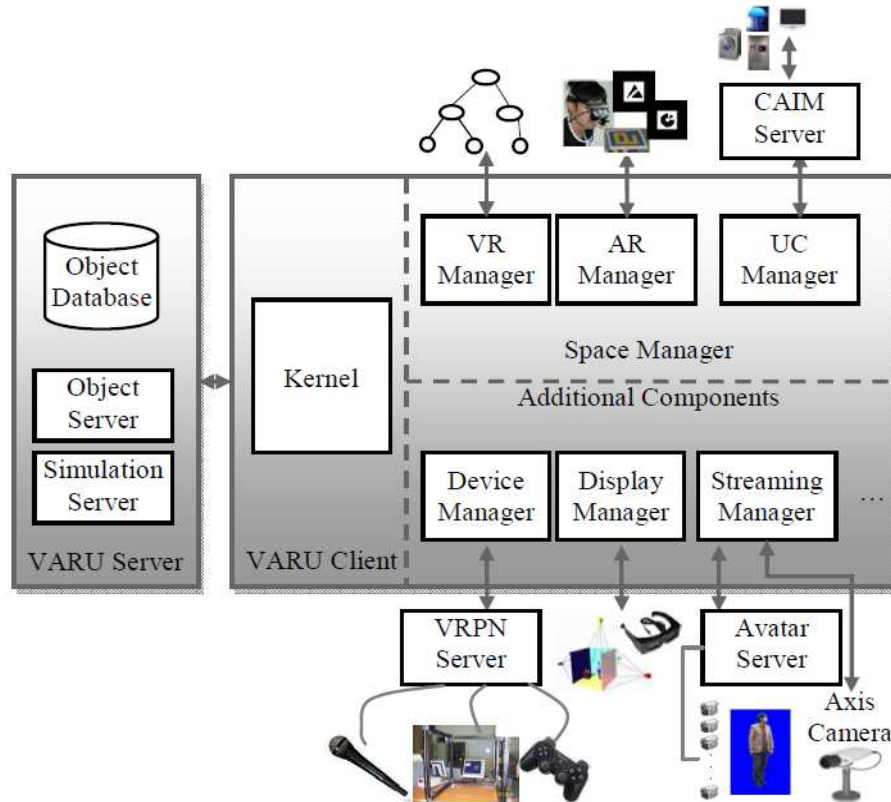 CAIM
Server
Object
Database
Object
Server
Simulation
Server
VARU Server
Kernel
VARU Client
VR
Manager
AR
Manager
UC
Manager
Space Manager
Additional Components
Device
Manager
Display
Manager
Streaming
Manager
...
VRPN
Server
Avatar
Server
Axis
Camera